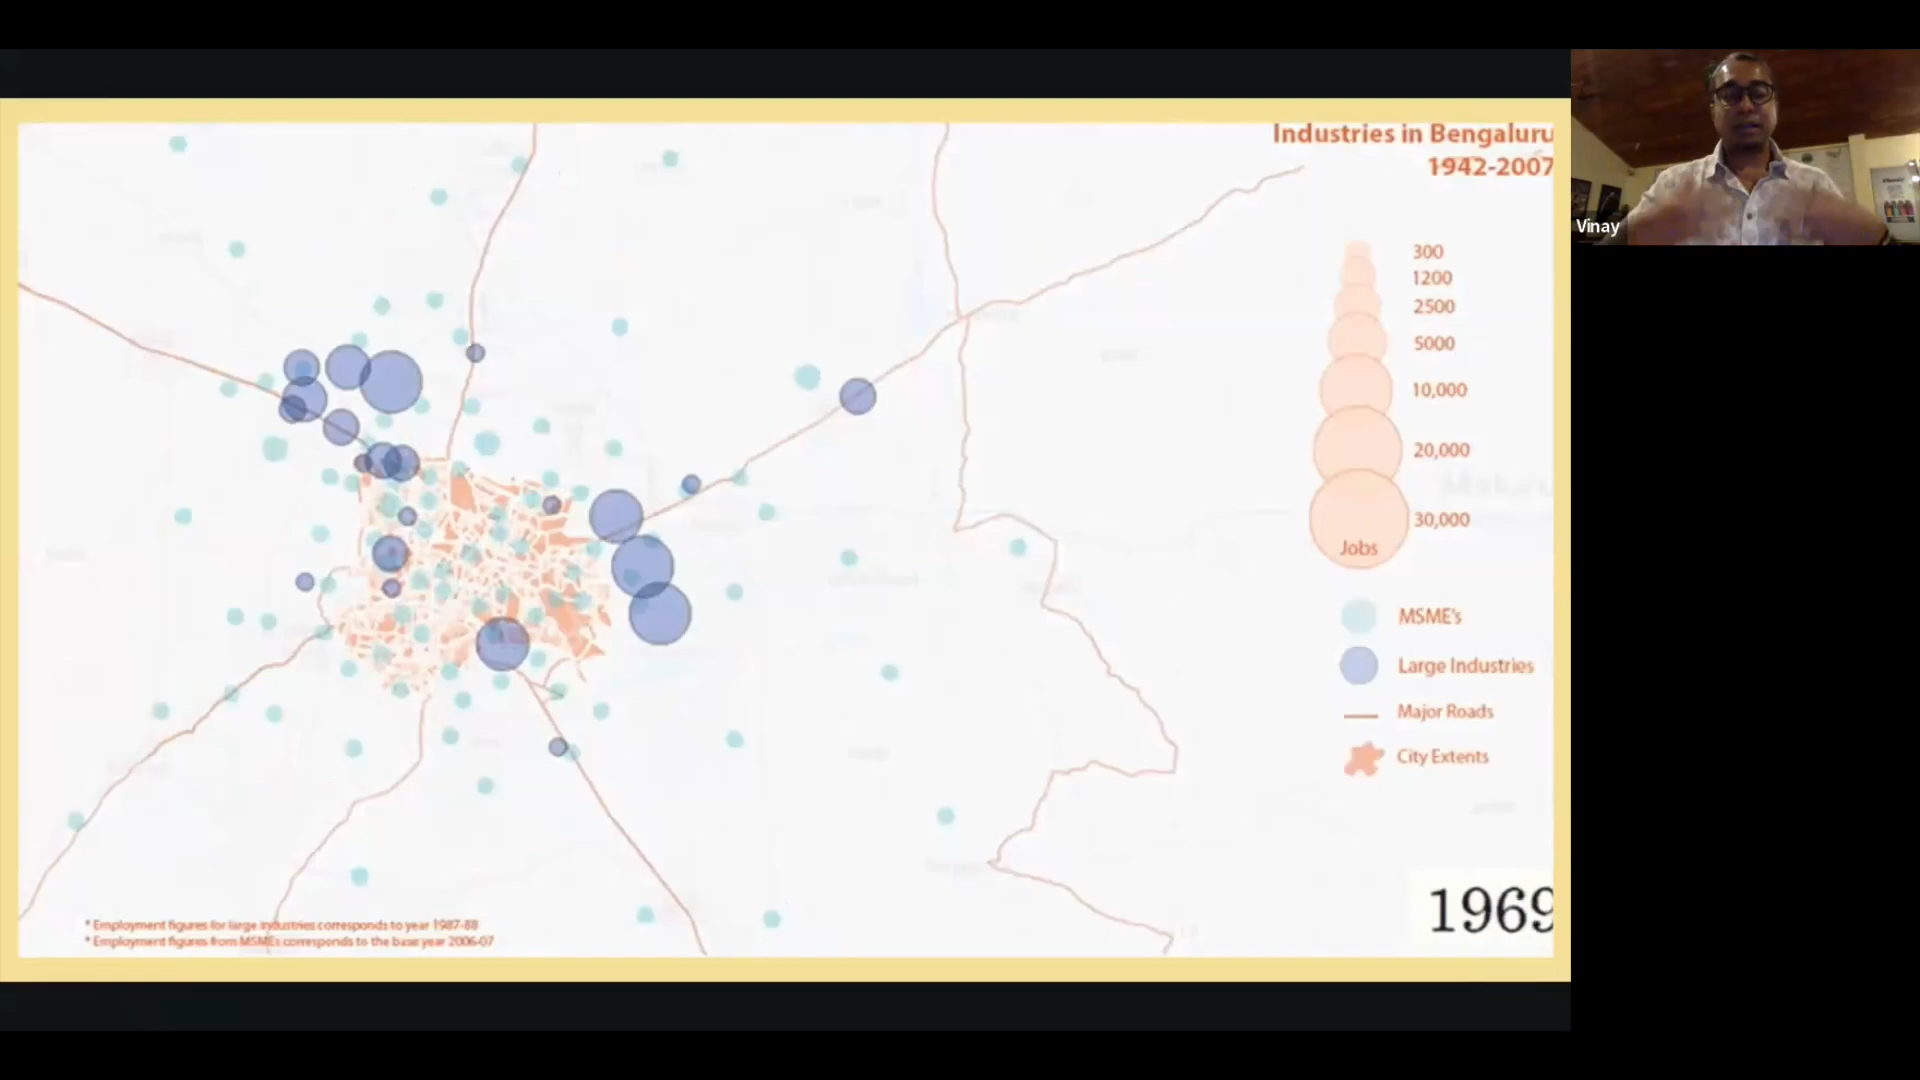 Industries in Bengaluru
1942-2007
Vinay
300
1200
2500
5000
10,000
20,000
30,000
Jobs
MSME's
Large Industries
Major Roads
City Extents
1969
* Employment figures for large industries corresponds to year 1987-88
* Employment figures from MSMEs corresponds to the base year 2006-07